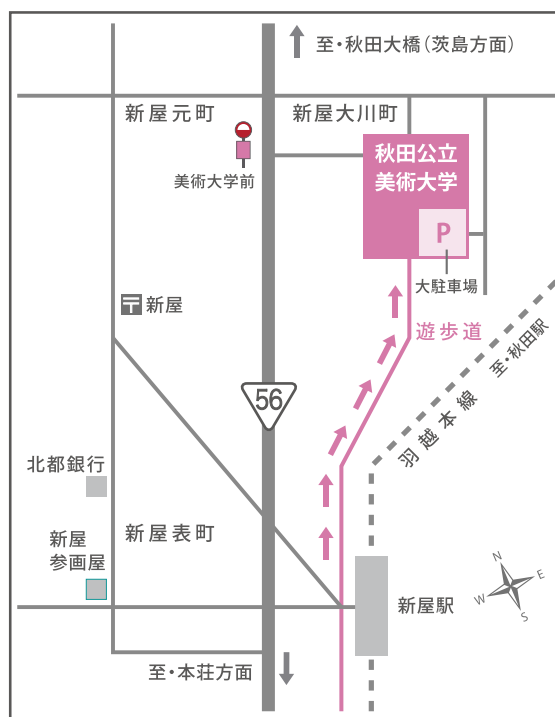 至・秋田大橋（茨島方面）
新屋元町
新屋大川町
美術大学前
秋田公立
美術大学
P
大駐車場
新屋
遊歩道
至・秋田駅
56
羽越本線
北都銀行
新屋表町
新屋
参画屋
新屋駅
N
E
W
S
至・本荘方面